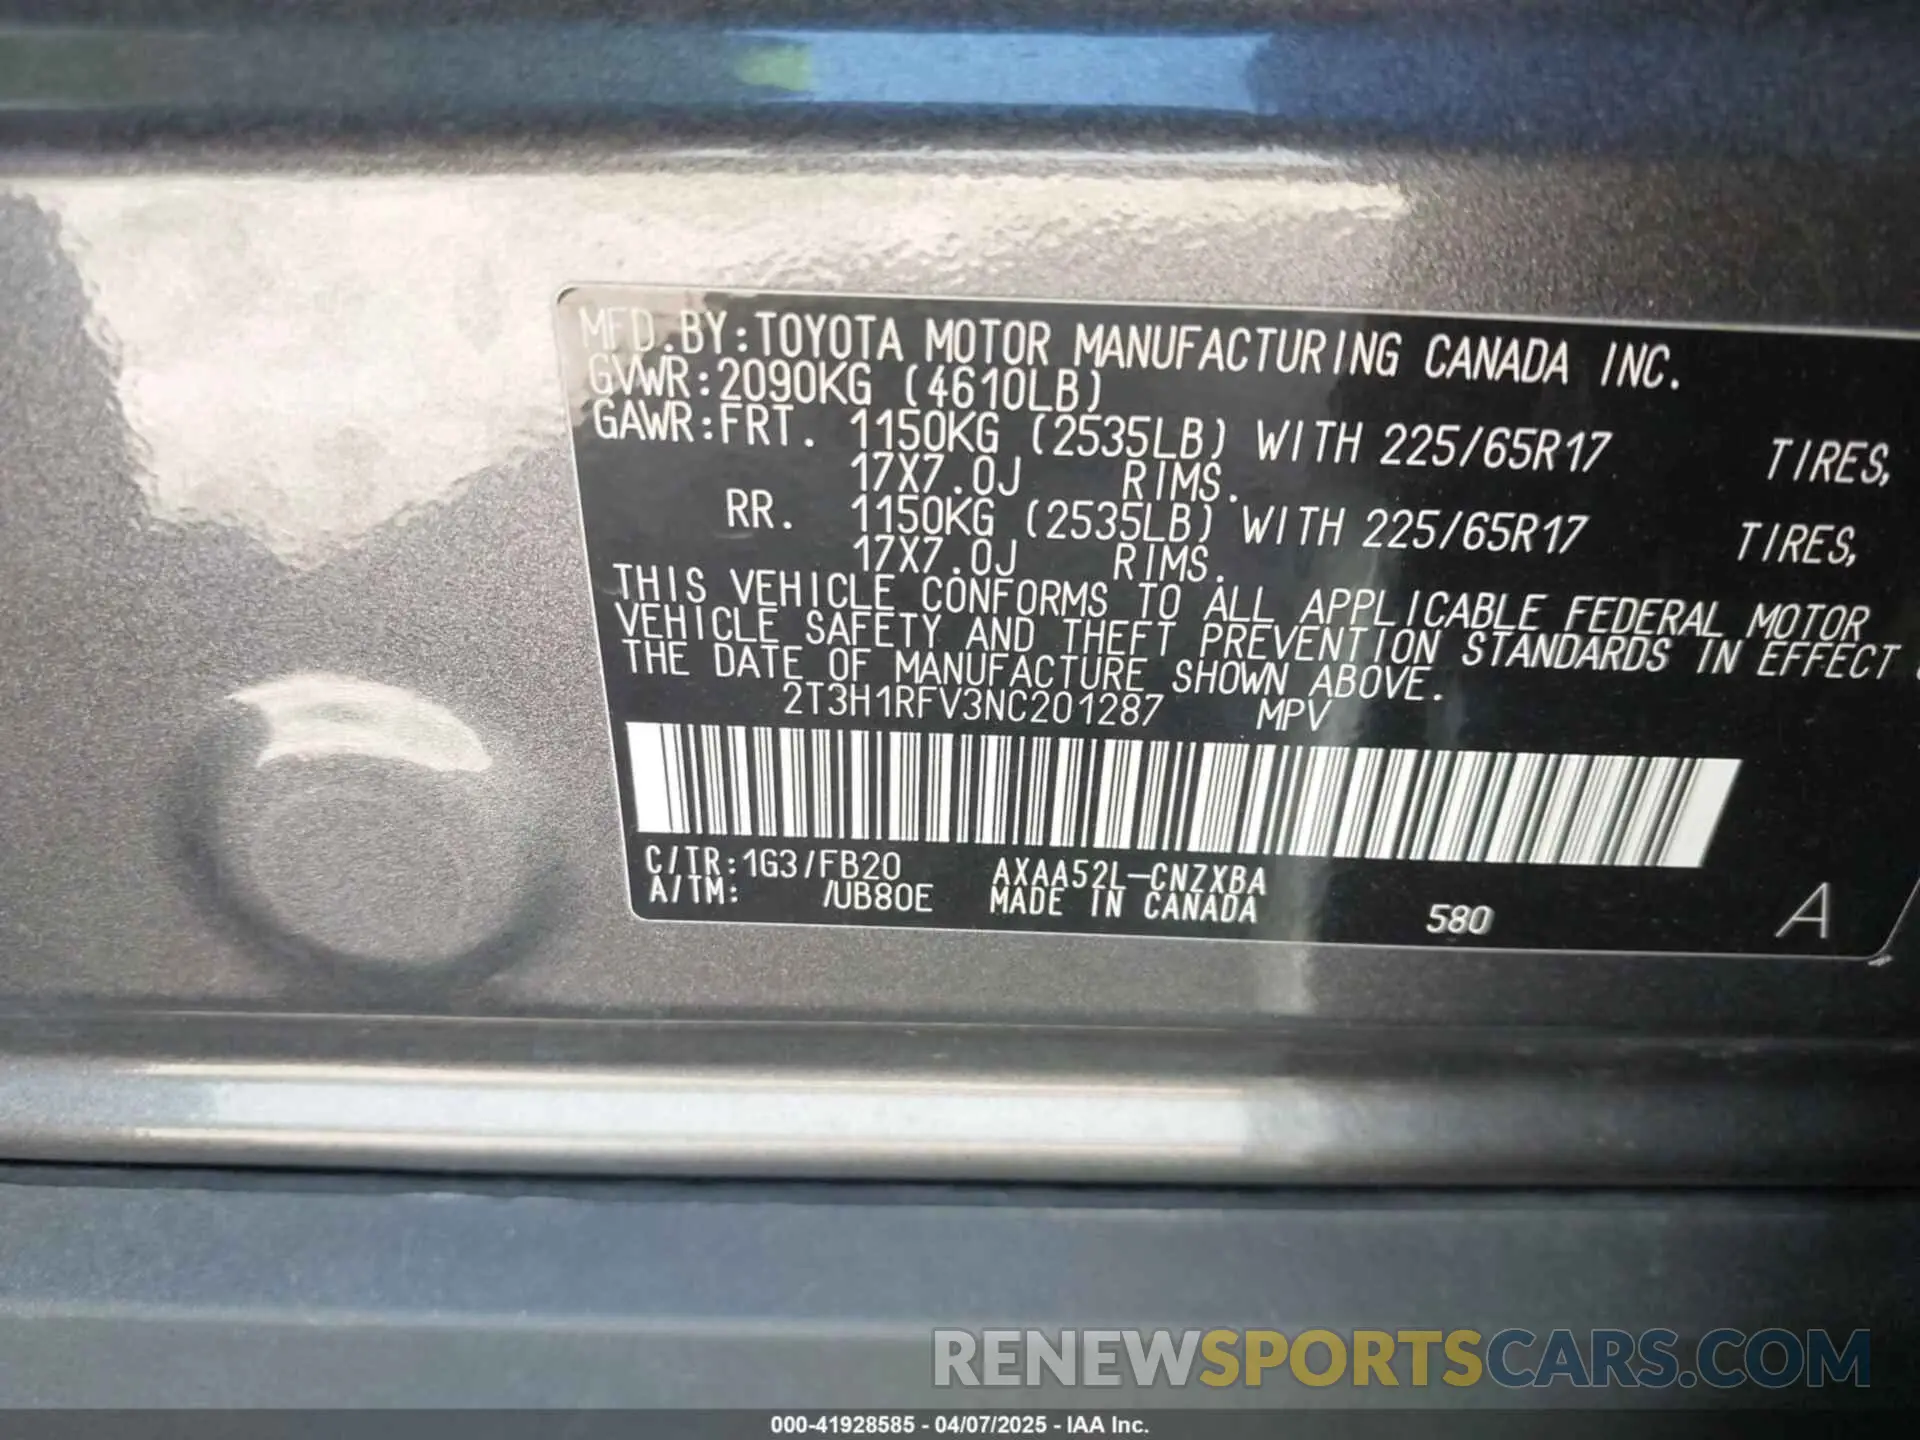 MFD.BY:TOYOTA MOTOR MANUFACTURING CANADA INC.
GVWR:2090KG (4610LB)
GAWR:FRT. 1150KG (2535LB) WITH 225/65R17 TIRES,
17X7.0J RIMS.
RR. 1150KG (2535LB) WITH 225/65R17 TIRES,
17X7.0J RIMS.
THIS VEHICLE CONFORMS TO ALL APPLICABLE FEDERAL MOTOR
VEHICLE SAFETY AND THEFT PREVENTION STANDARDS IN EFFECT
THE DATE OF MANUFACTURE SHOWN ABOVE.
2T3H1RFV3NC201287 MPV
C/TR:1G3/FB20 AXAA52L-CNZXBA
A/TM: /UB80E MADE IN CANADA
580 A
RENEWSPORTSCARS.COM
000-41928585 - 04/07/2025 - IAA Inc.